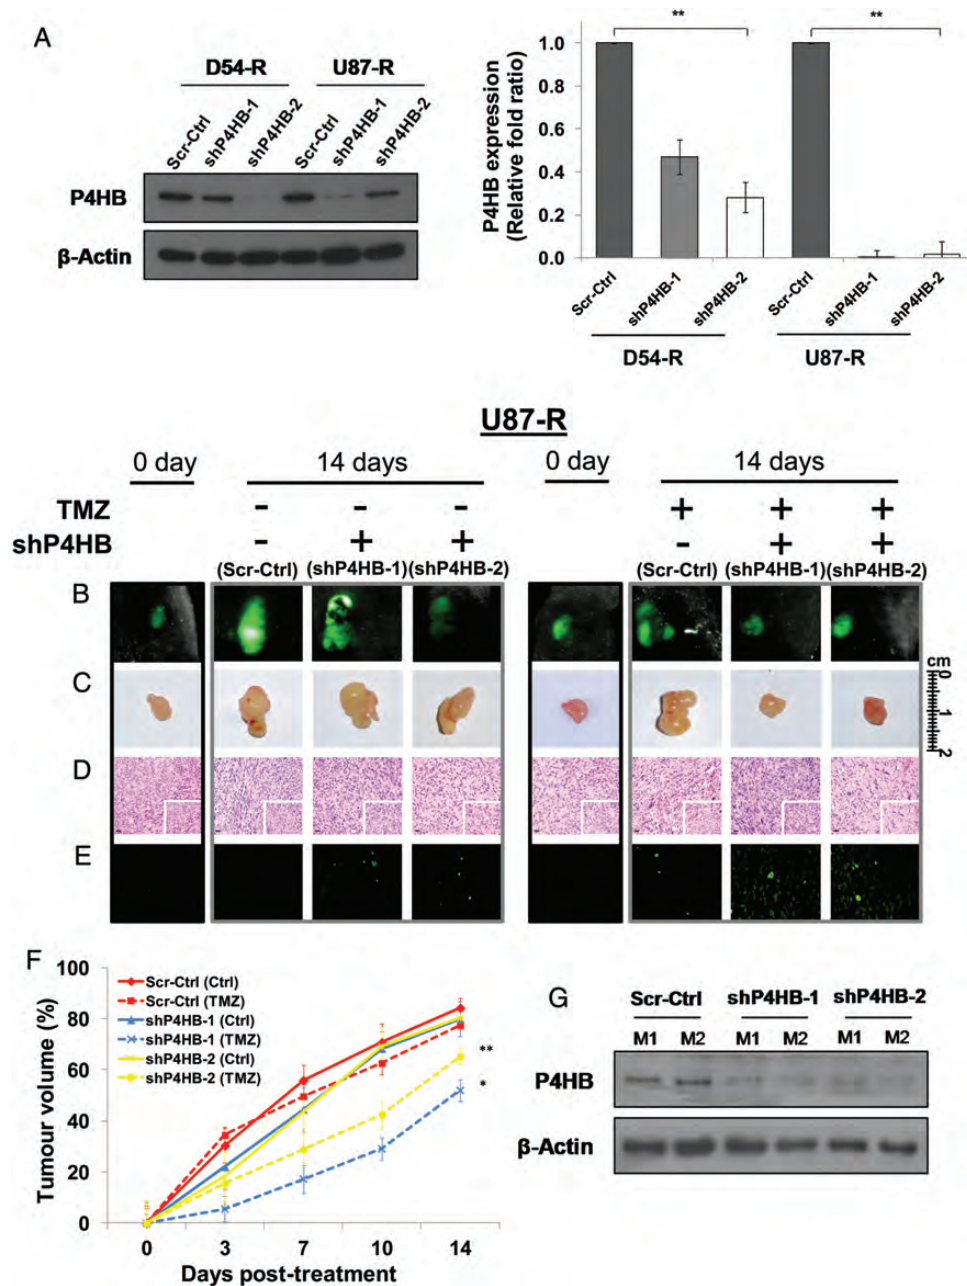 A
D54-R U87-R
Scr-Ctrl shP4HB-1 shP4HB-2 Scr-Ctrl shP4HB-1 shP4HB-2
P4HB
β-Actin
** **
P4HB expression
(Relative fold ratio)
1.0
0.8
0.6
0.4
0.2
0.0
Scr-Ctrl shP4HB-1 shP4HB-2 Scr-Ctrl shP4HB-1 shP4HB-2
D54-R U87-R
U87-R
0 day 14 days 0 day 14 days
TMZ - - - + + +
shP4HB - + + - + +
(Scr-Ctrl) (shP4HB-1) (shP4HB-2) (Scr-Ctrl) (shP4HB-1) (shP4HB-2)
B
C
cm
0
1
2
D
E
F
Tumour volume (%)
100
80
60
40
20
0
Scr-Ctrl (Ctrl)
Scr-Ctrl (TMZ)
shP4HB-1 (Ctrl)
shP4HB-1 (TMZ)
shP4HB-2 (Ctrl)
shP4HB-2 (TMZ)
**
*
0 3 7 10 14
Days post-treatment
G
Scr-Ctrl shP4HB-1 shP4HB-2
M1 M2 M1 M2 M1 M2
P4HB
β-Actin